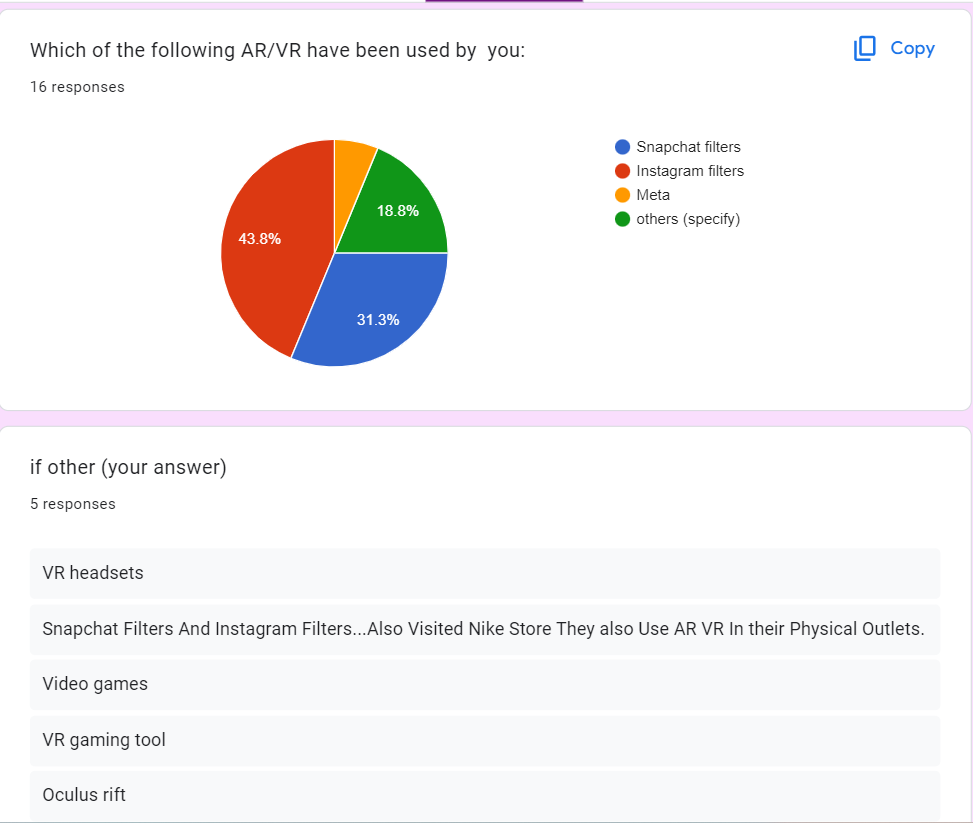 Which of the following AR/VR have been used by  you:
Copy
16 responses
Snapchat filters
Instagram filters
Meta
others (specify)
18.8%
43.8%
31.3%
if other (your answer)
5 responses
VR headsets
Snapchat Filters And Instagram Filters...Also Visited Nike Store They also Use AR VR In their Physical Outlets.
Video games
VR gaming tool
Oculus rift